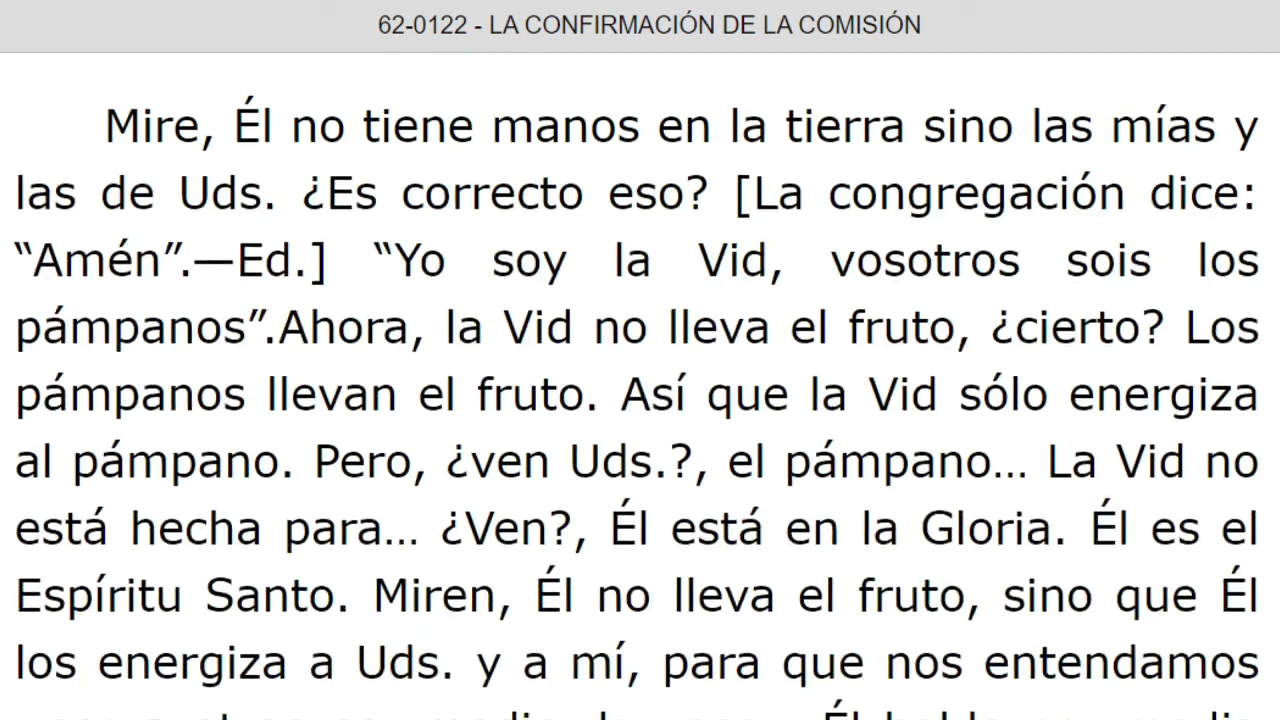 62-0122 - LA CONFIRMACIÓN DE LA COMISIÓN
Mire, Él no tiene manos en la tierra sino las mías y
las de Uds. ¿Es correcto eso? [La congregación dice:
“Amén”.—Ed.] “Yo soy la Vid, vosotros sois los
pámpanos”.Ahora, la Vid no lleva el fruto, ¿cierto? Los
pámpanos llevan el fruto. Así que la Vid sólo energiza
al pámpano. Pero, ¿ven Uds.?, el pámpano… La Vid no
está hecha para… ¿Ven?, Él está en la Gloria. Él es el
Espíritu Santo. Miren, Él no lleva el fruto, sino que Él
los energiza a Uds. y a mí, para que nos entendamos